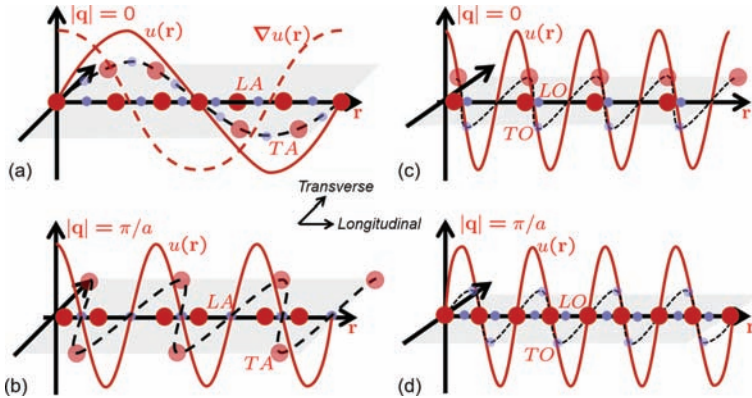 |q| = 0
u(r)
∇u(r)
LA
r
TA
(a)
|q| = 0
u(r)
LO
r
TO
(c)
Transverse
Longitudinal
|q| = π/a
u(r)
LA
r
TA
(b)
|q| = π/a
u(r)
LO
r
TO
(d)